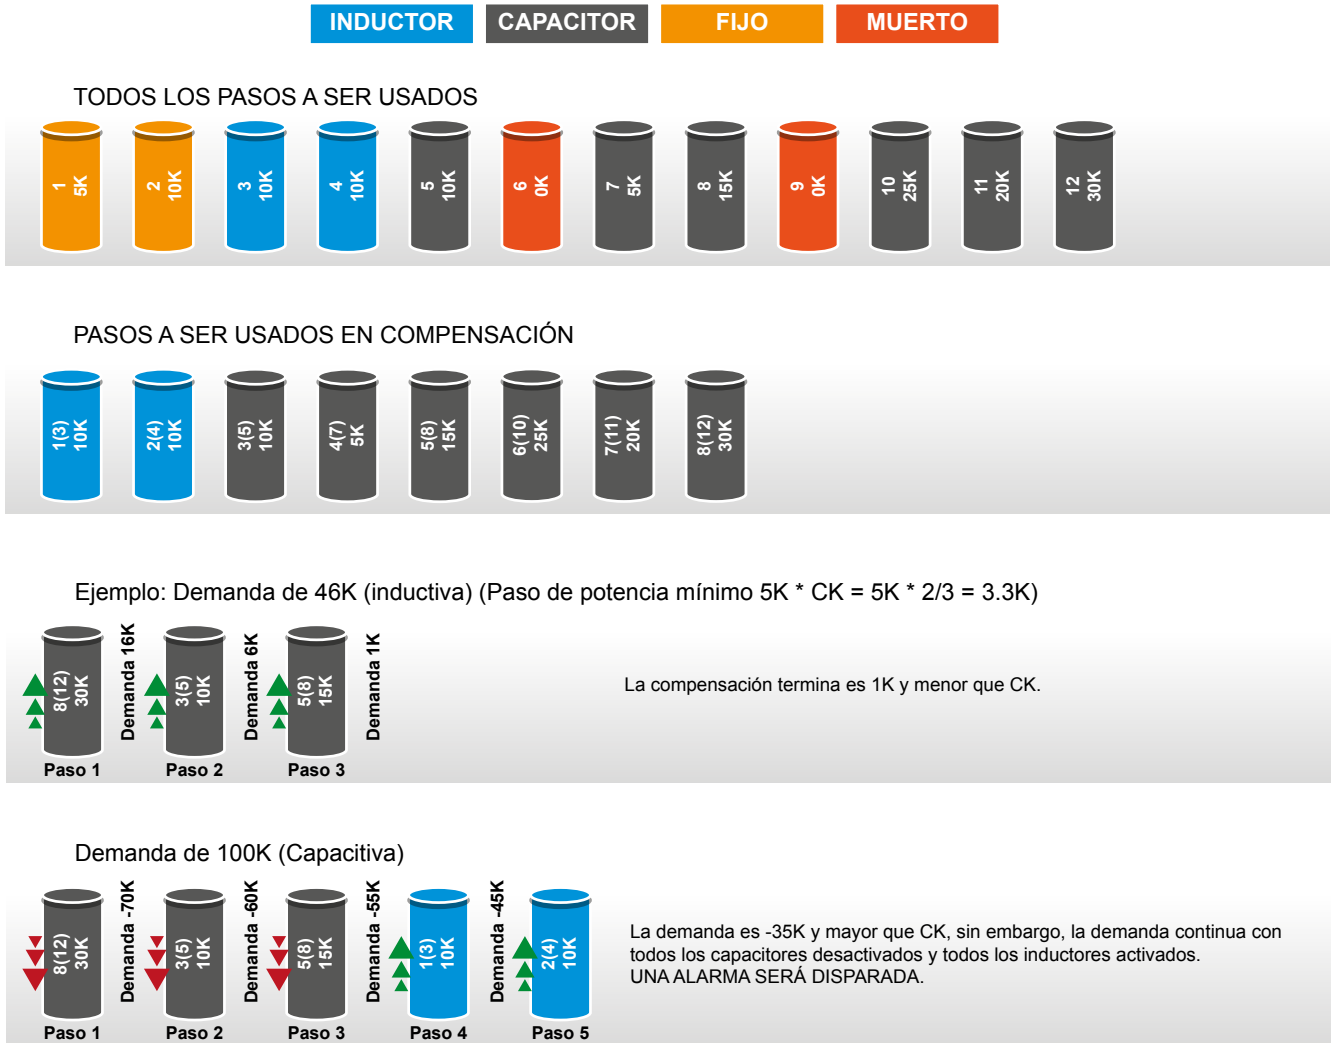 INDUCTOR CAPACITOR FIJO MUERTO
TODOS LOS PASOS A SER USADOS
1
5K
2
10K
3
10K
4
10K
5
10K
6
0K
7
5K
8
15K
9
0K
10
25K
11
20K
12
30K
PASOS A SER USADOS EN COMPENSACIÓN
1(3)
10K
2(4)
10K
3(5)
10K
4(7)
5K
5(8)
15K
6(10)
25K
7(11)
20K
8(12)
30K
Ejemplo: Demanda de 46K (inductiva) (Paso de potencia mínimo 5K * CK = 5K * 2/3 = 3.3K)
8(12)
30K
Demanda 16K
3(5)
10K
Demanda 6K
5(8)
15K
Demanda 1K
La compensación termina es 1K y menor que CK.
Paso 1 Paso 2 Paso 3
Demanda de 100K (Capacitiva)
8(12)
30K
Demanda -70K
3(5)
10K
Demanda -60K
5(8)
15K
Demanda -55K
1(3)
10K
Demanda -45K
2(4)
10K
La demanda es -35K y mayor que CK, sin embargo, la demanda continua con
todos los capacitores desactivados y todos los inductores activados.
UNA ALARMA SERÁ DISPARADA.
Paso 1 Paso 2 Paso 3 Paso 4 Paso 5